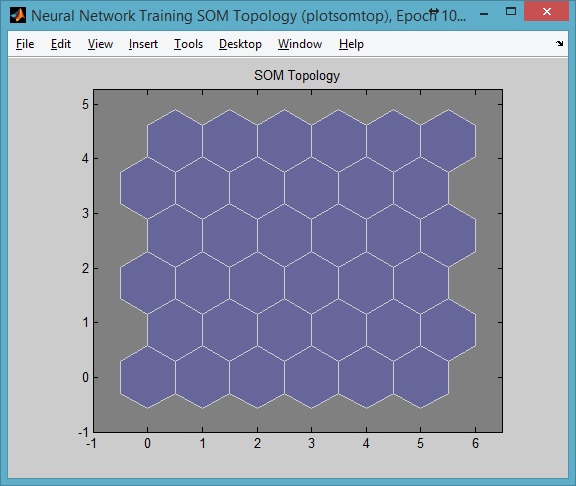 Neural Network Training SOM Topology (plotsomtop), Epoch 10...
File Edit View Insert Tools Desktop Window Help
SOM Topology
5
4
3
2
1
0
-1
-1 0 1 2 3 4 5 6